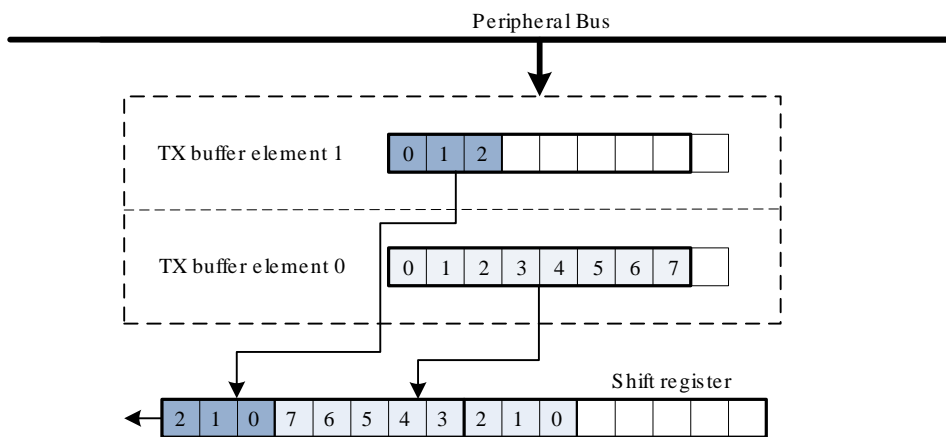 Peripheral Bus
TX buffer element 1
0 1 2
TX buffer element 0
0 1 2 3 4 5 6 7
Shift register
2 1 0 7 6 5 4 3 2 1 0